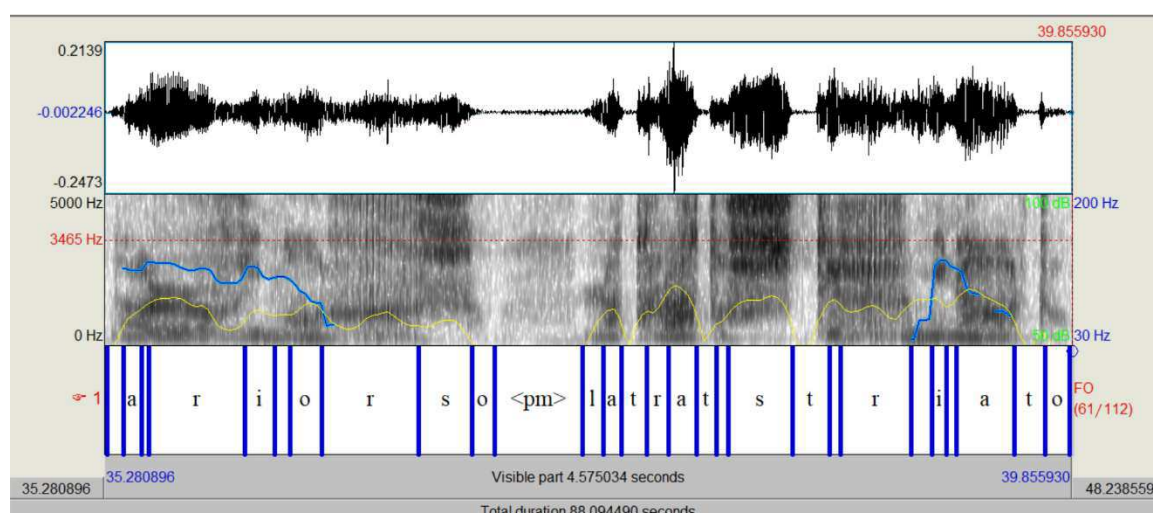 39.855930
0.2139
-0.002246
-0.2473
5000 Hz 100 dB 200 Hz
3465 Hz
0 Hz 50 dB 30 Hz
1 a r i o r s o <pm> l a t r a t s t r i a t o FO
(61/112)
35.280896 Visible part 4.575034 seconds 39.855930
35.280896 48.238559
Total duration 88.094490 seconds